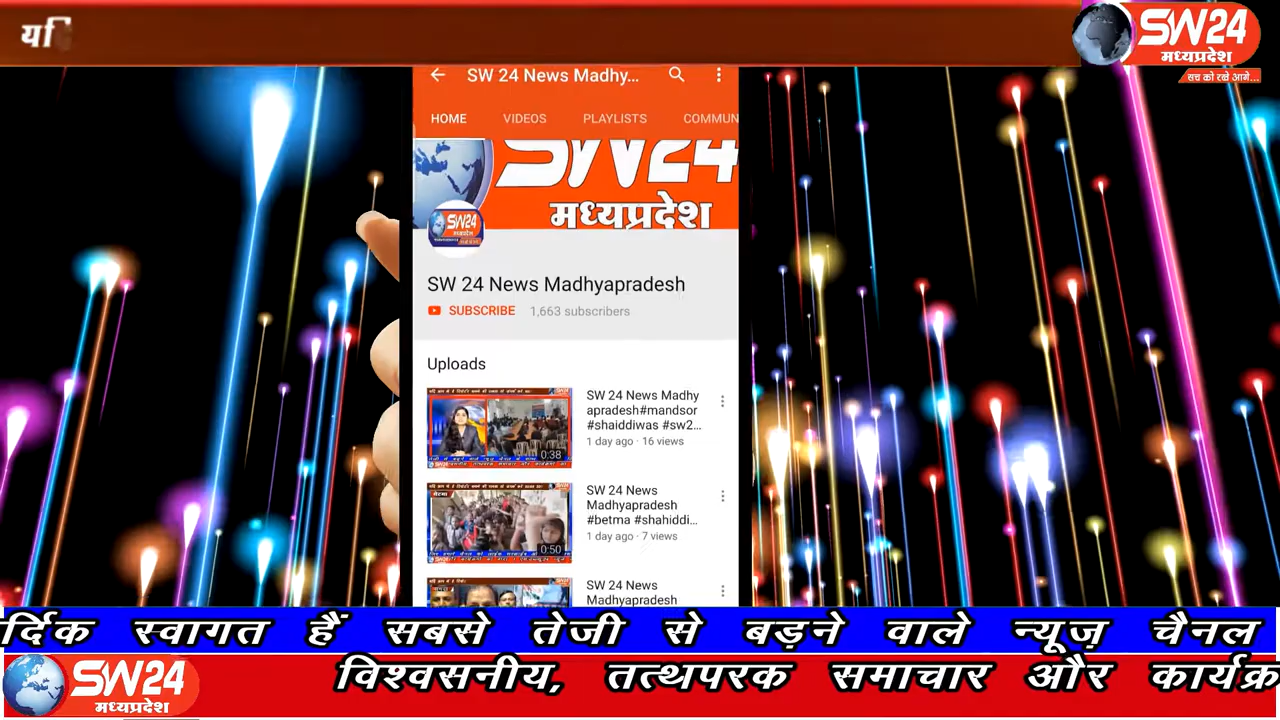 यदि
SW24
मध्यप्रदेश
सच को रखे आगे...
SW 24 News Madhy...
HOME VIDEOS PLAYLISTS COMMUN
SW24
मध्यप्रदेश
SW24
SW 24 News Madhyapradesh
SUBSCRIBE 1,663 subscribers
Uploads
SW 24 News Madhy
apradesh#mandsor
#shaiddiwas #sw2...
1 day ago · 16 views
0:38
SW 24 News
Madhyapradesh
#betma #shahiddi...
1 day ago · 7 views
0:50
SW 24 News
Madhyapradesh
र्दिक स्वागत हैं सबसे तेजी से बड़ने वाले न्यूज़ चैनल
SW24
मध्यप्रदेश
विश्वसनीय, तत्थपरक समाचार और कार्यक्र